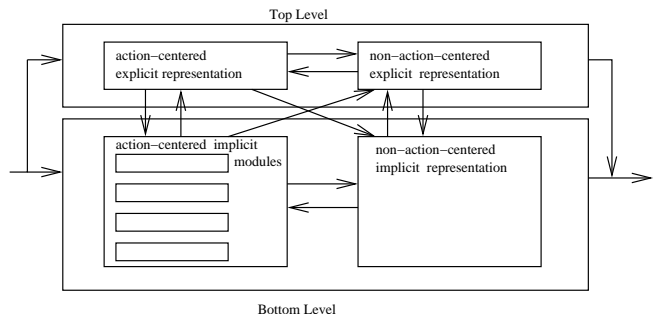 Top Level
action−centered
explicit representation
non−action−centered
explicit representation
action−centered implicit
modules
non−action−centered
implicit representation
Bottom Level